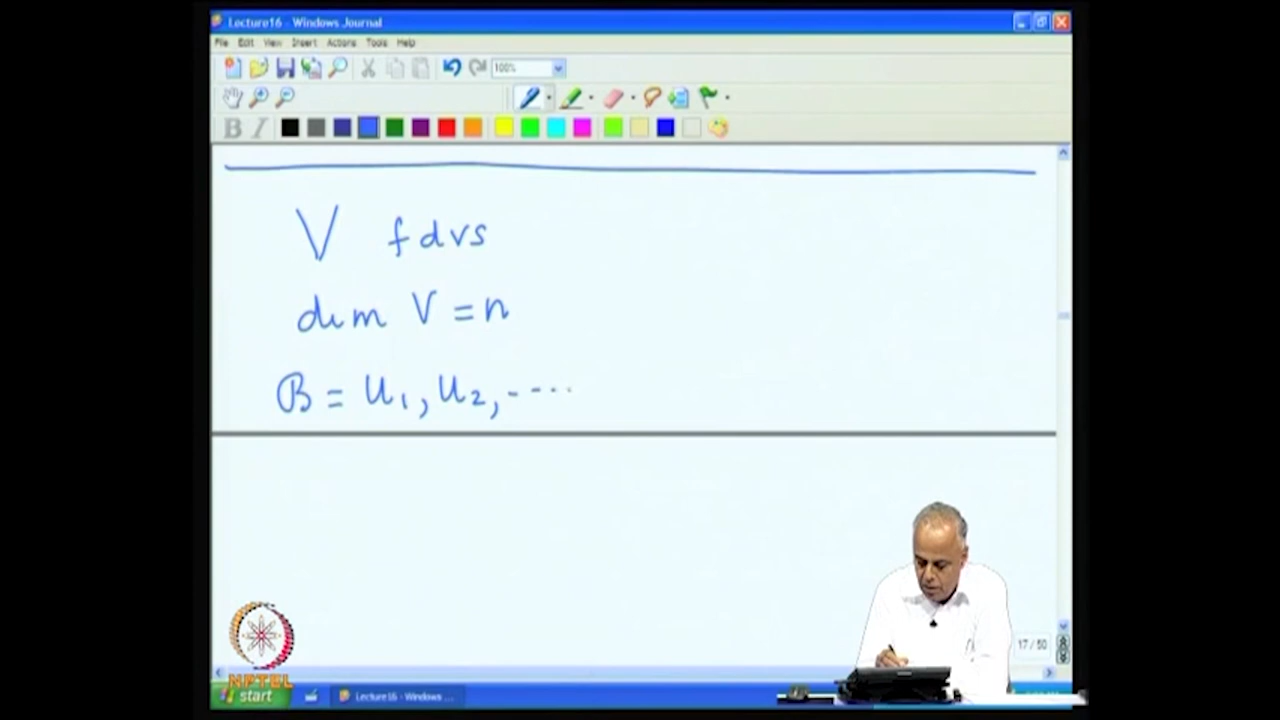 Lecture16 - Windows Journal
File Edit View Insert Actions Tools Help
100%
B I
V fdvs
dim V = n
B = u₁, u₂, - - - - -
17 / 50
NPTEL
start Lecture16 - Windows ...